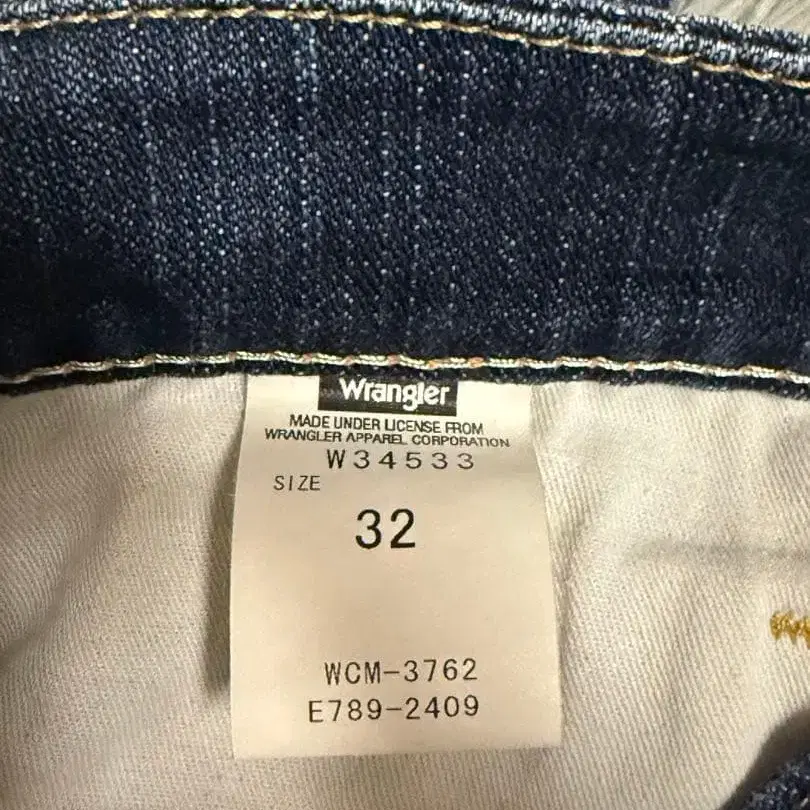 Wrangler
MADE UNDER LICENSE FROM
WRANGLER APPAREL CORPORATION
W34533
SIZE
32
WCM-3762
E789-2409